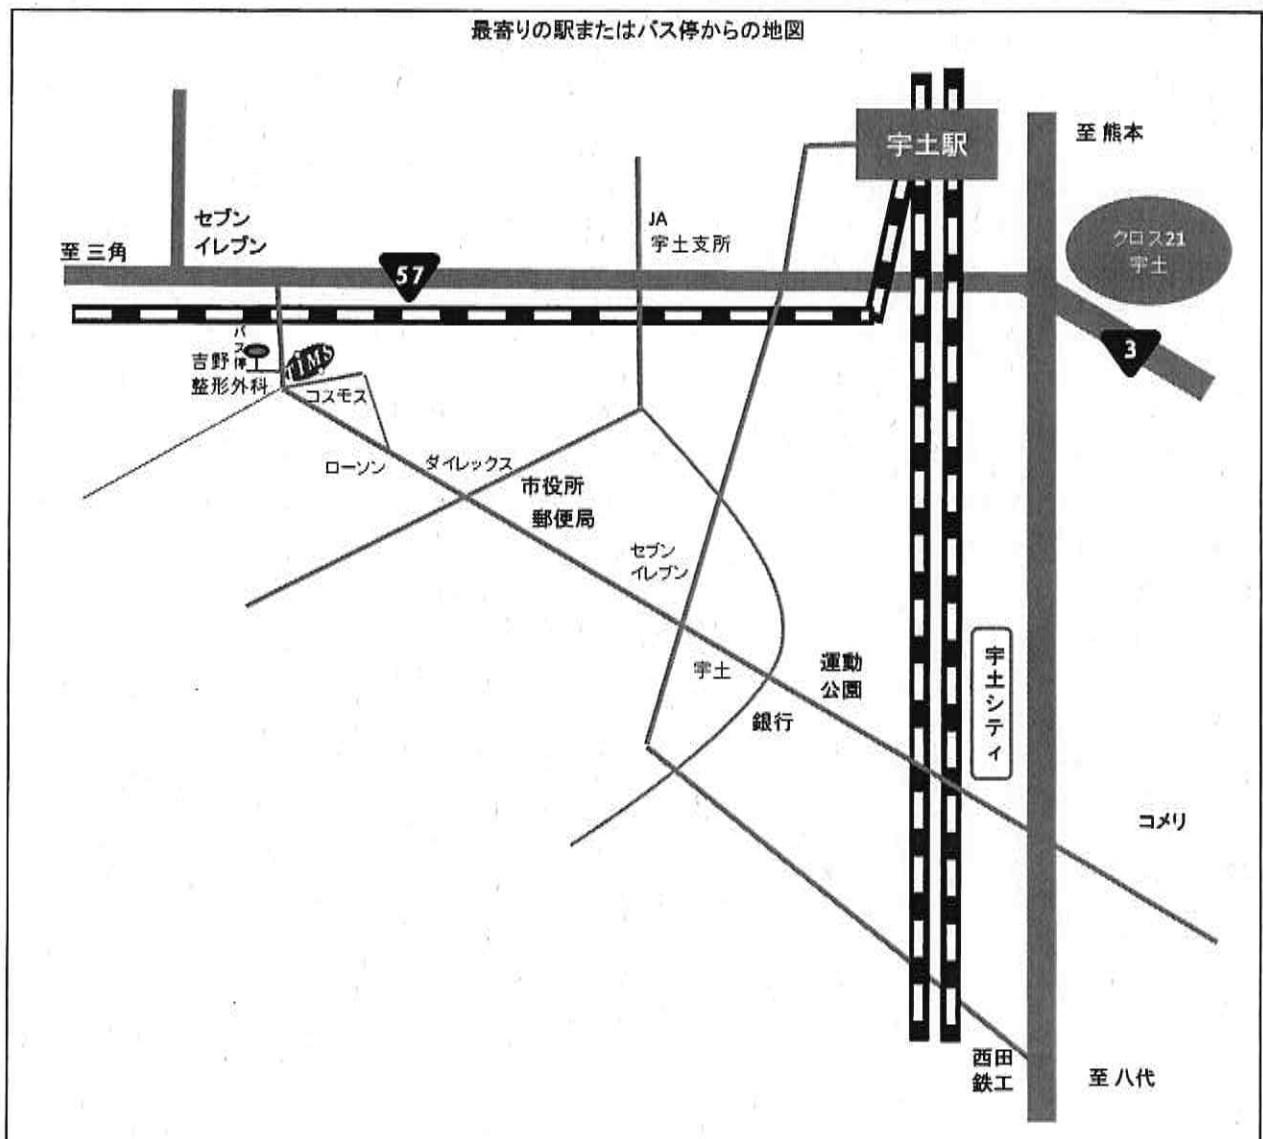 最寄りの駅またはバス停からの地図
宇土駅
至 熊本
セブン
イレブン
JA
宇土支所
至 三角
クロス21
宇土
57
3
バス停
吉野
整形外科
TiMS
コスモス
ローソン
ダイレックス
市役所
郵便局
セブン
イレブン
宇土
運動
公園
宇土シティ
銀行
コメリ
西田
鉄工
至 八代